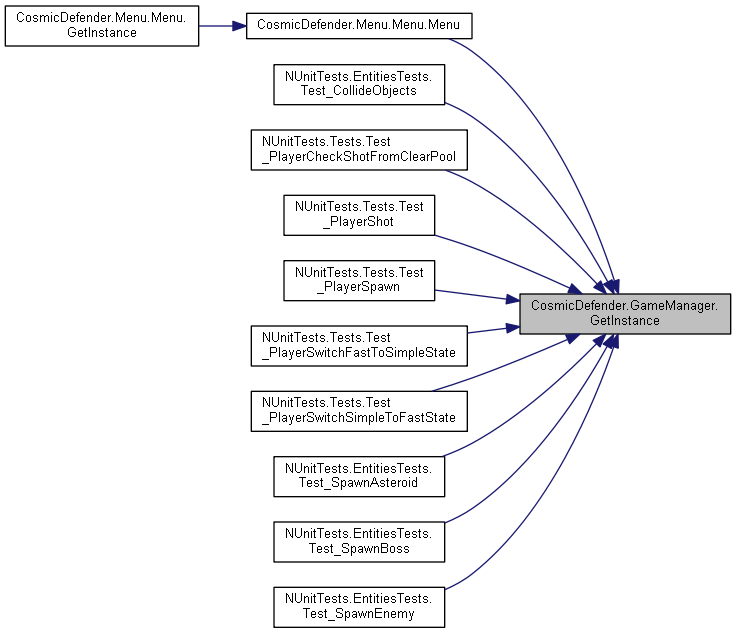 CosmicDefender.Menu.Menu.
GetInstance
CosmicDefender.Menu.Menu.Menu
NUnitTests.EntitiesTests.
Test_CollideObjects
NUnitTests.Tests.Test
_PlayerCheckShotFromClearPool
NUnitTests.Tests.Test
_PlayerShot
NUnitTests.Tests.Test
_PlayerSpawn
CosmicDefender.GameManager.
GetInstance
NUnitTests.Tests.Test
_PlayerSwitchFastToSimpleState
NUnitTests.Tests.Test
_PlayerSwitchSimpleToFastState
NUnitTests.EntitiesTests.
Test_SpawnAsteroid
NUnitTests.EntitiesTests.
Test_SpawnBoss
NUnitTests.EntitiesTests.
Test_SpawnEnemy